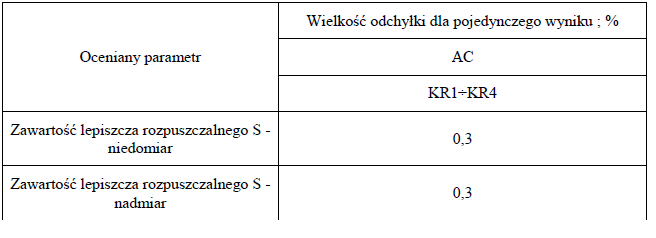 Oceniany parametr
Wielkość odchyłki dla pojedynczego wyniku ; %
AC
KR1÷KR4
Zawartość lepiszcza rozpuszczalnego S -
niedomiar
0,3
Zawartość lepiszcza rozpuszczalnego S -
nadmiar
0,3